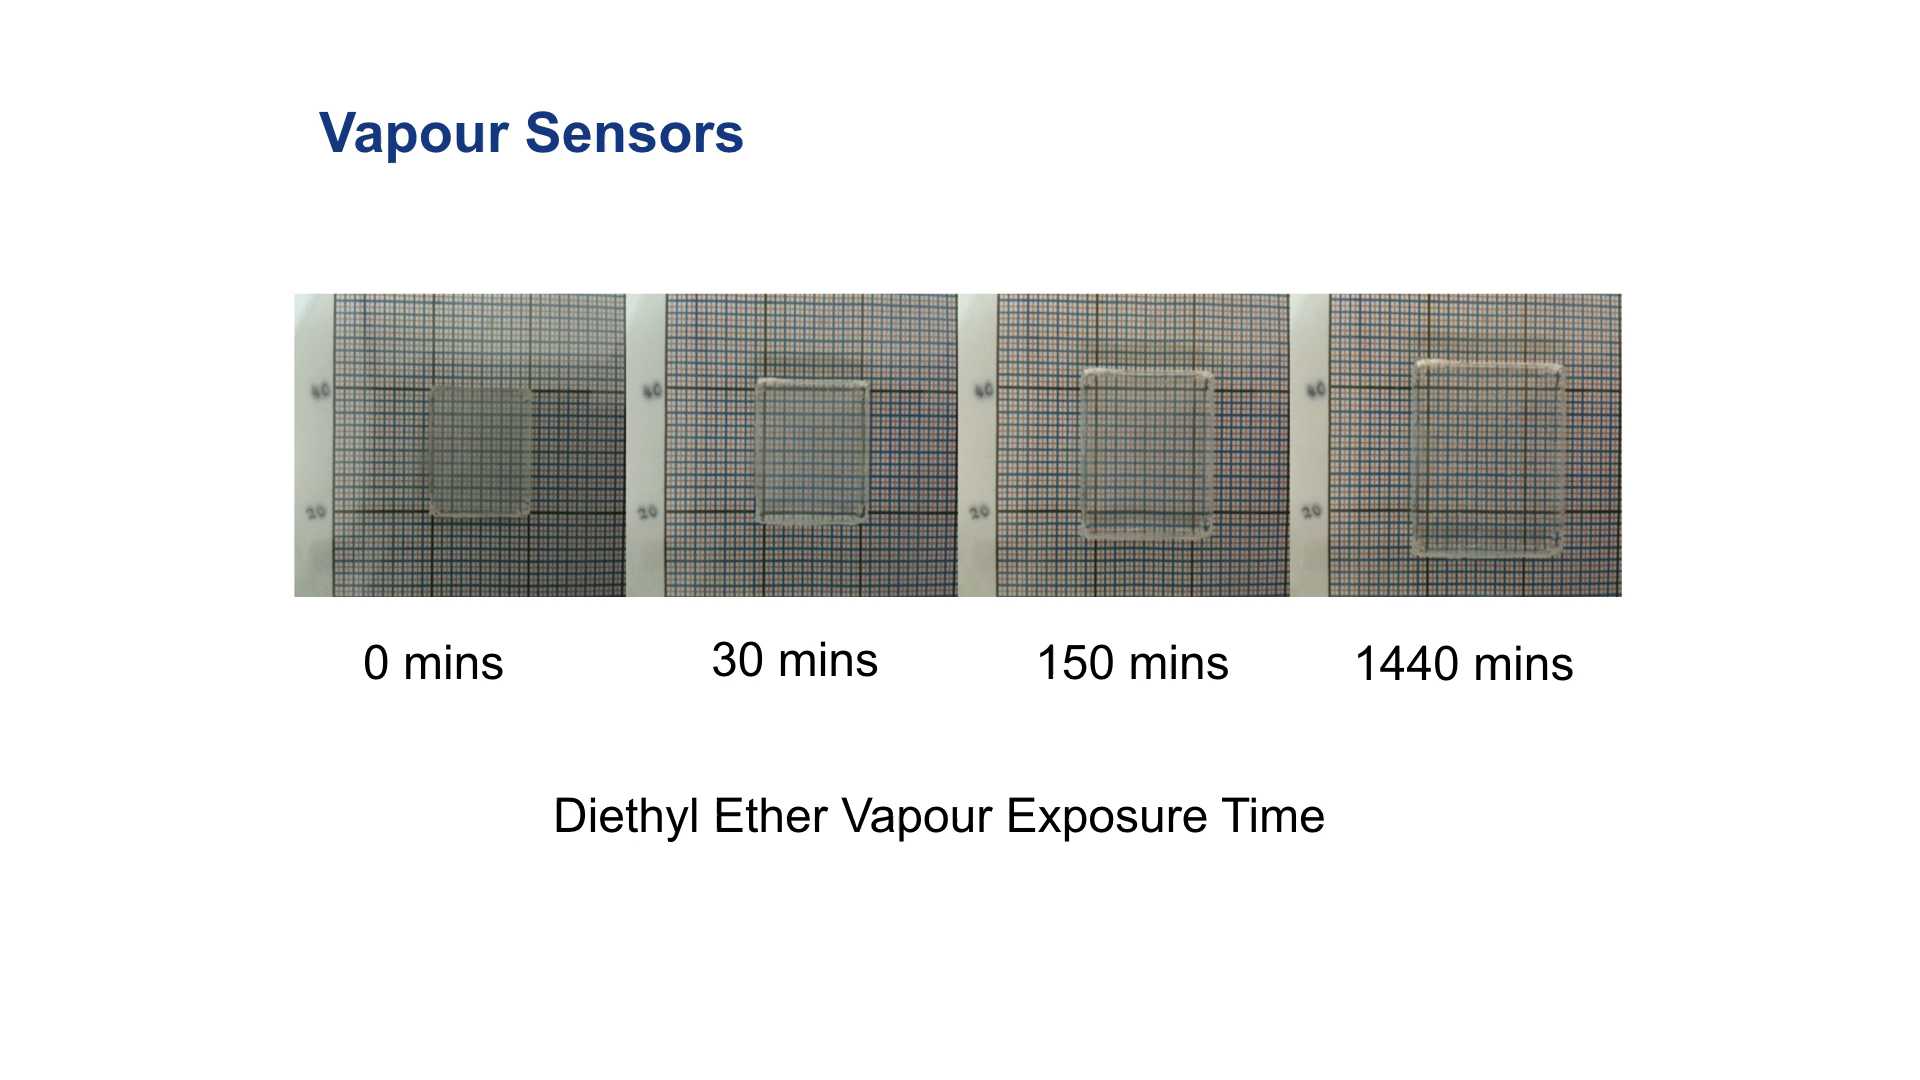 Vapour Sensors
40 40 40 40
20 20 20 20
0 mins 30 mins 150 mins 1440 mins
Diethyl Ether Vapour Exposure Time